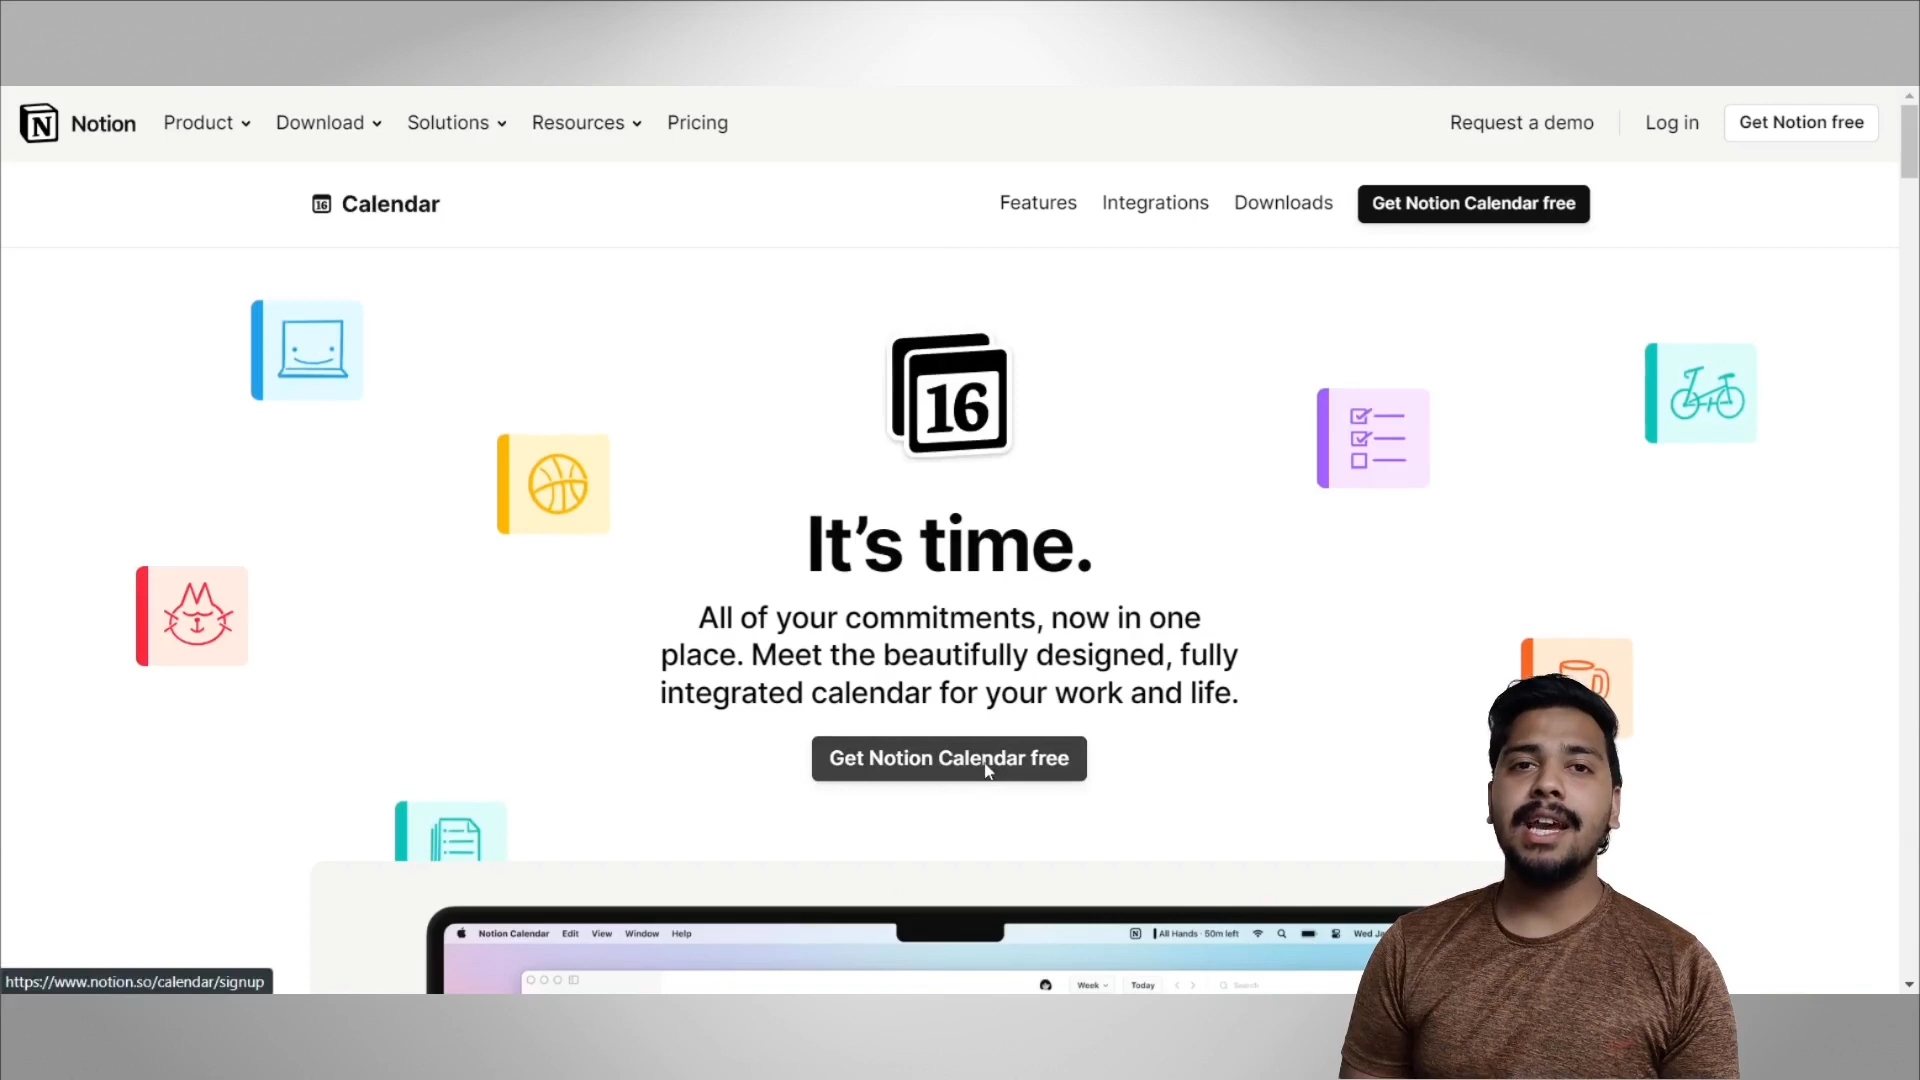 Notion
Product
Download
Solutions
Resources
Pricing
Request a demo
Log in
Get Notion free
16
Calendar
Features
Integrations
Downloads
Get Notion Calendar free
16
It’s time.
All of your commitments, now in one
place. Meet the beautifully designed, fully
integrated calendar for your work and life.
Get Notion Calendar free
Notion Calendar Edit View Window Help
All Hands · 50m left
Wed
Week
Today
Search
https://www.notion.so/calendar/signup